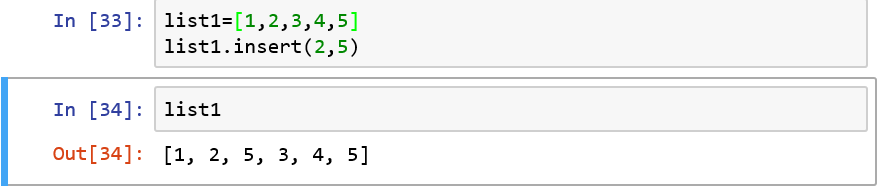 In [33]: list1=[1,2,3,4,5]
list1.insert(2,5)
In [34]: list1
Out[34]: [1, 2, 5, 3, 4, 5]